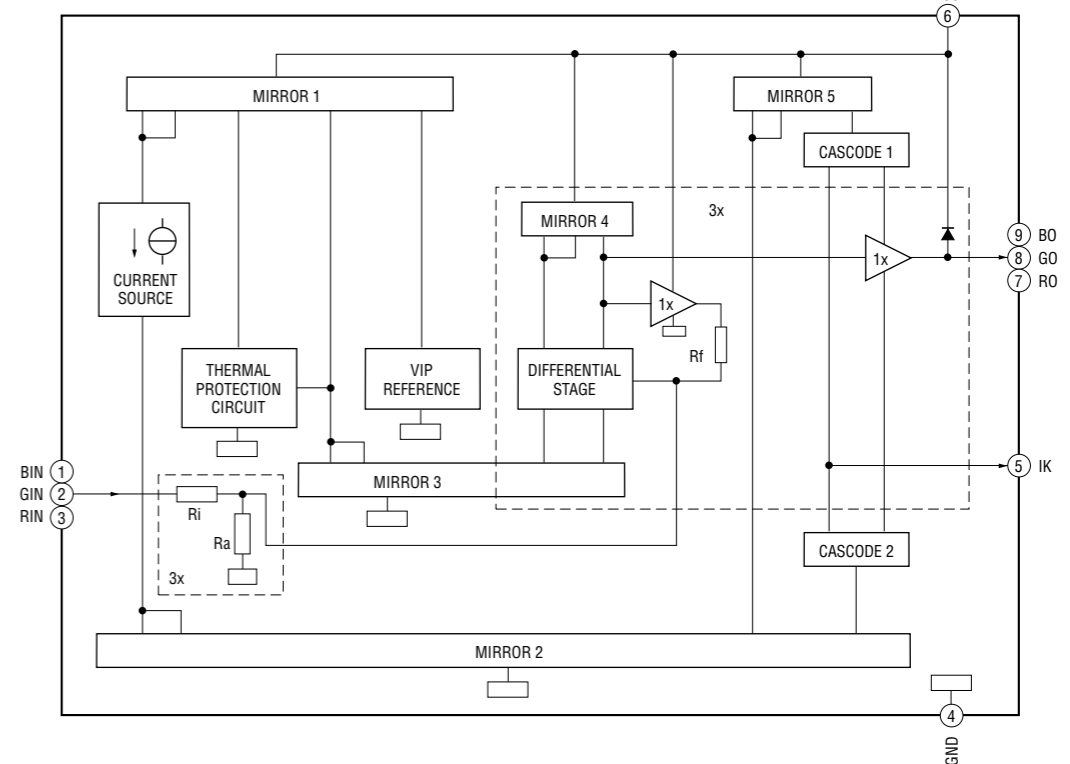 6
MIRROR 1
MIRROR 5
CASCODE 1
3x
MIRROR 4
CURRENT
SOURCE
1x
1x
9 BO
8 GO
7 RO
Rf
THERMAL
PROTECTION
CIRCUIT
VIP
REFERENCE
DIFFERENTIAL
STAGE
BIN 1
GIN 2
RIN 3
MIRROR 3
5 IK
Ri
Ra
3x
CASCODE 2
MIRROR 2
4
GND